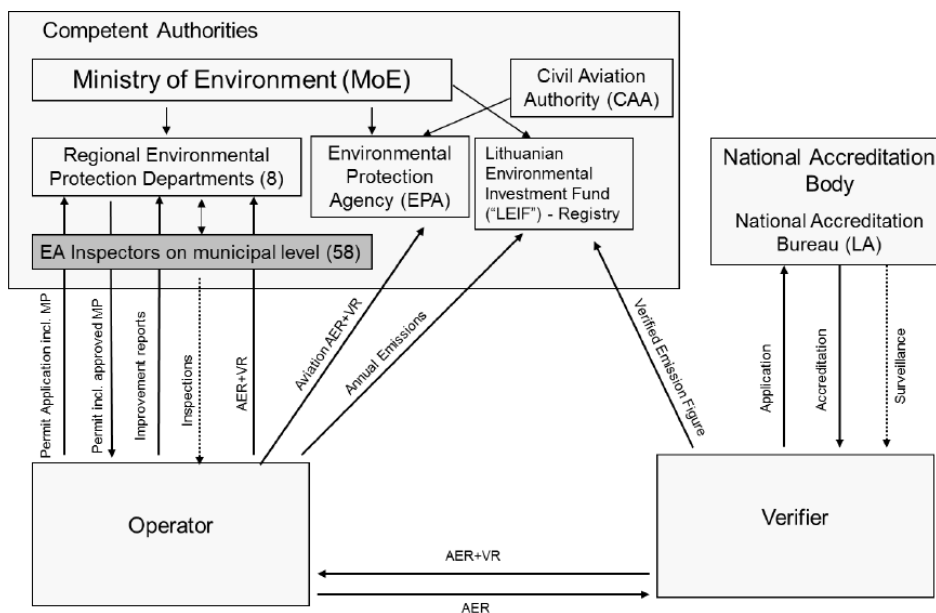 Competent Authorities
Ministry of Environment (MoE)
Civil Aviation
Authority (CAA)
Regional Environmental
Protection Departments (8)
Environmental
Protection
Agency (EPA)
Lithuanian
Environmental
Investment Fund
(“LEIF”) - Registry
National Accreditation
Body
National Accreditation
Bureau (LA)
EA Inspectors on municipal level (58)
Permit Application incl. MP
Permit incl. approved MP
Improvement reports
Inspections
AER+VR
Aviation AER+VR
Annual Emissions
Verified Emission Figure
Application
Accreditation
Surveillance
Operator
Verifier
AER+VR
AER